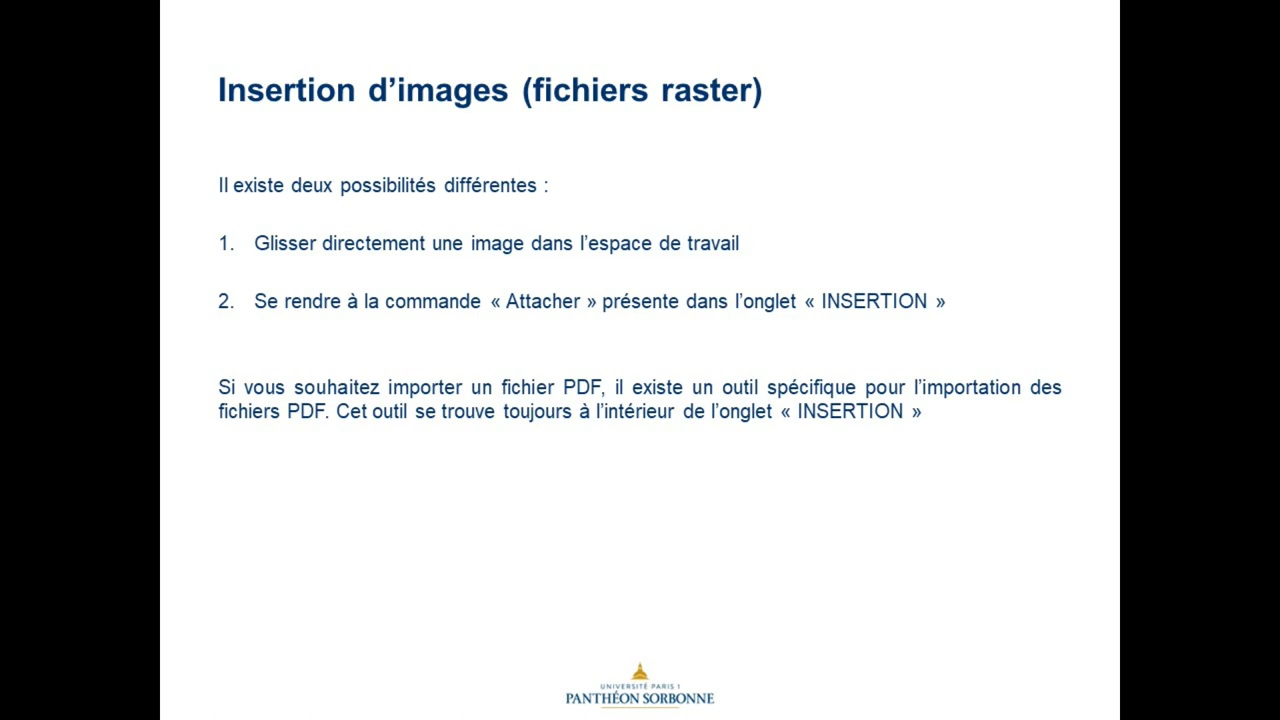 Insertion d’images (fichiers raster)
Il existe deux possibilités différentes :
1. Glisser directement une image dans l’espace de travail
2. Se rendre à la commande « Attacher » présente dans l’onglet « INSERTION »
Si vous souhaitez importer un fichier PDF, il existe un outil spécifique pour l’importation des
fichiers PDF. Cet outil se trouve toujours à l’intérieur de l’onglet « INSERTION »
UNIVERSITÉ PARIS 1
PANTHÉON SORBONNE